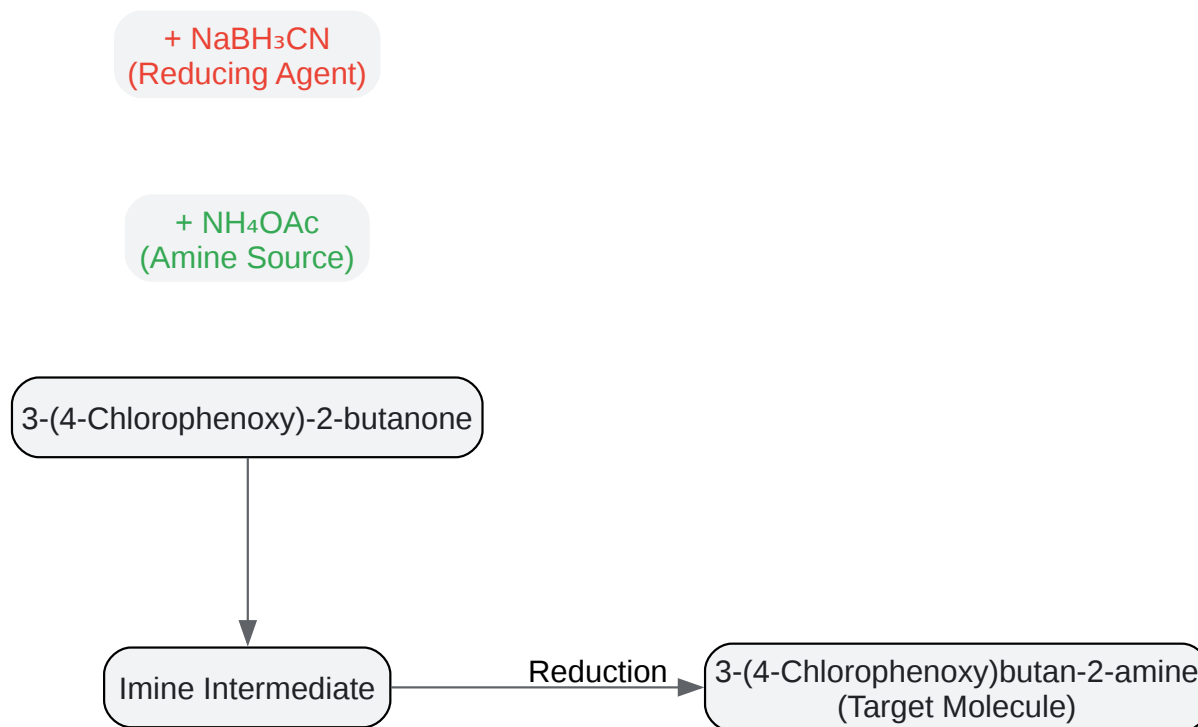 + NaBH₃CN
(Reducing Agent)
+ NH₄OAc
(Amine Source)
3-(4-Chlorophenoxy)-2-butanone
Imine Intermediate
Reduction
3-(4-Chlorophenoxy)butan-2-amine
(Target Molecule)